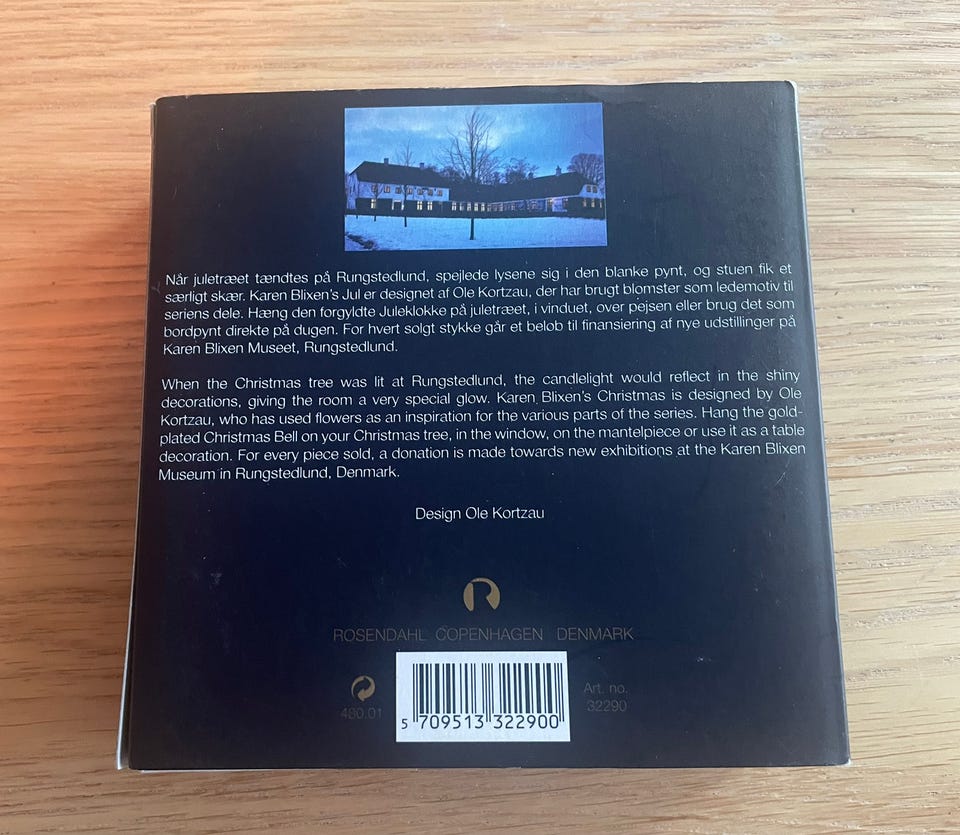 Når juletræet tændtes på Rungstedlund, spejlede lysene sig i den blanke pynt, og stuen fik et
særligt skær. Karen Blixen's Jul er designet af Ole Kortzau, der har brugt blomster som ledemotiv til
seriens dele. Hæng den forgyldte Juleklokke på juletræet, i vinduet, over pejsen eller brug det som
bordpynt direkte på dugen. For hvert solgt stykke går et beløb til finansiering af nye udstillinger på
Karen Blixen Museet, Rungstedlund.
When the Christmas tree was lit at Rungstedlund, the candlelight would reflect in the shiny
decorations, giving the room a very special glow. Karen Blixen's Christmas is designed by Ole
Kortzau, who has used flowers as an inspiration for the various parts of the series. Hang the gold-
plated Christmas Bell on your Christmas tree, in the window, on the mantelpiece or use it as a table
decoration. For every piece sold, a donation is made towards new exhibitions at the Karen Blixen
Museum in Rungstedlund, Denmark.
Design Ole Kortzau
R
ROSENDAHL COPENHAGEN DENMARK
480.01
5 709513 322900
Art. no.
32290